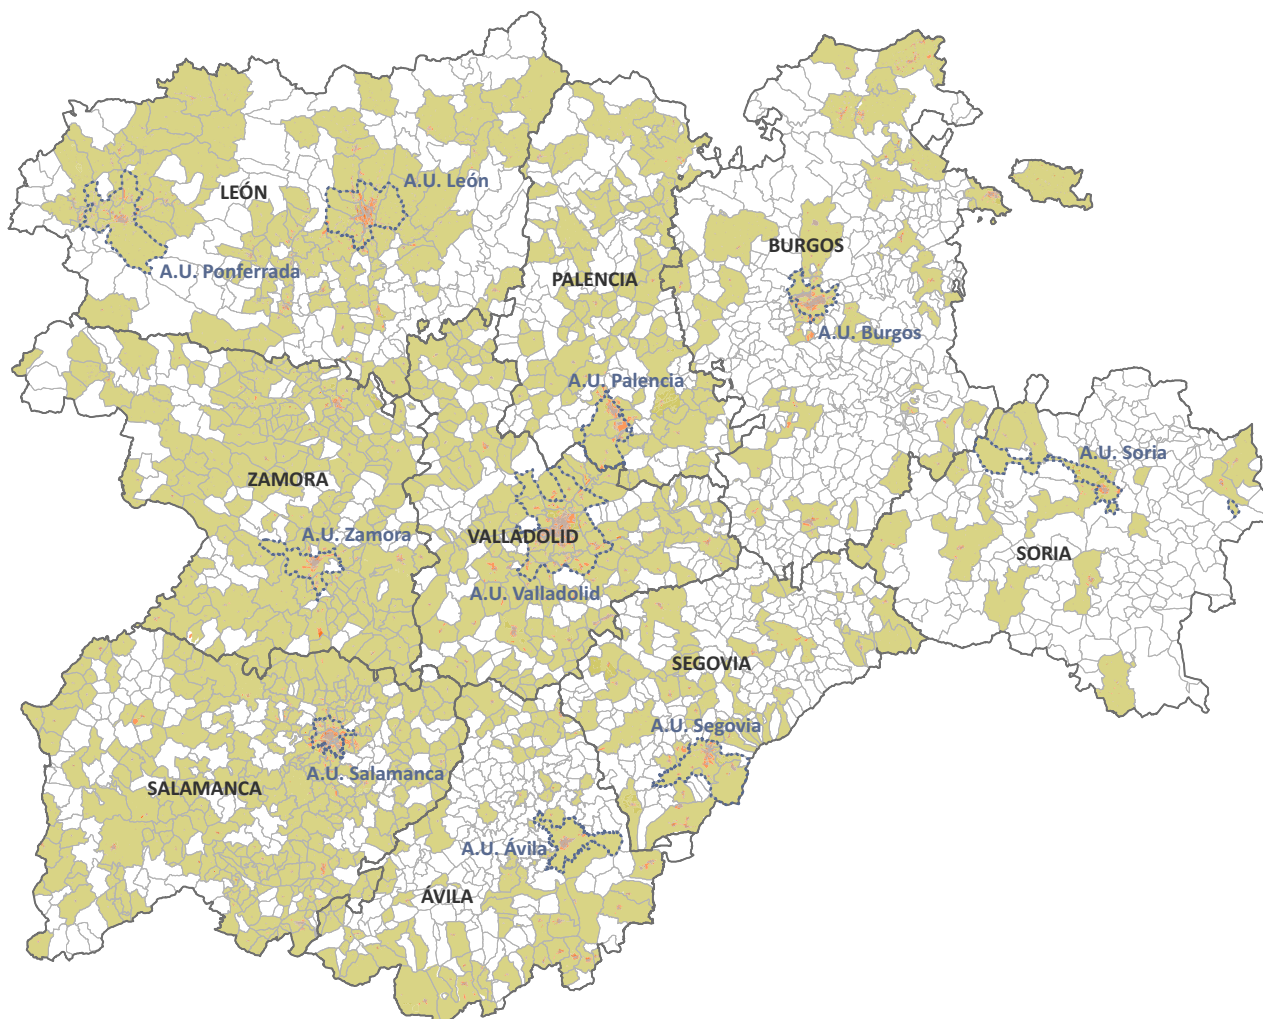 A.U. León
LEÓN
BURGOS
A.U. Ponferrada
PALENCIA
A.U. Burgos
A.U. Palencia
A.U. Soria
ZAMORA
A.U. Zamora
VALLADOLID
SORIA
A.U. Valladolid
SEGOVIA
A.U. Segovia
A.U. Salamanca
SALAMANCA
A.U. Ávila
ÁVILA